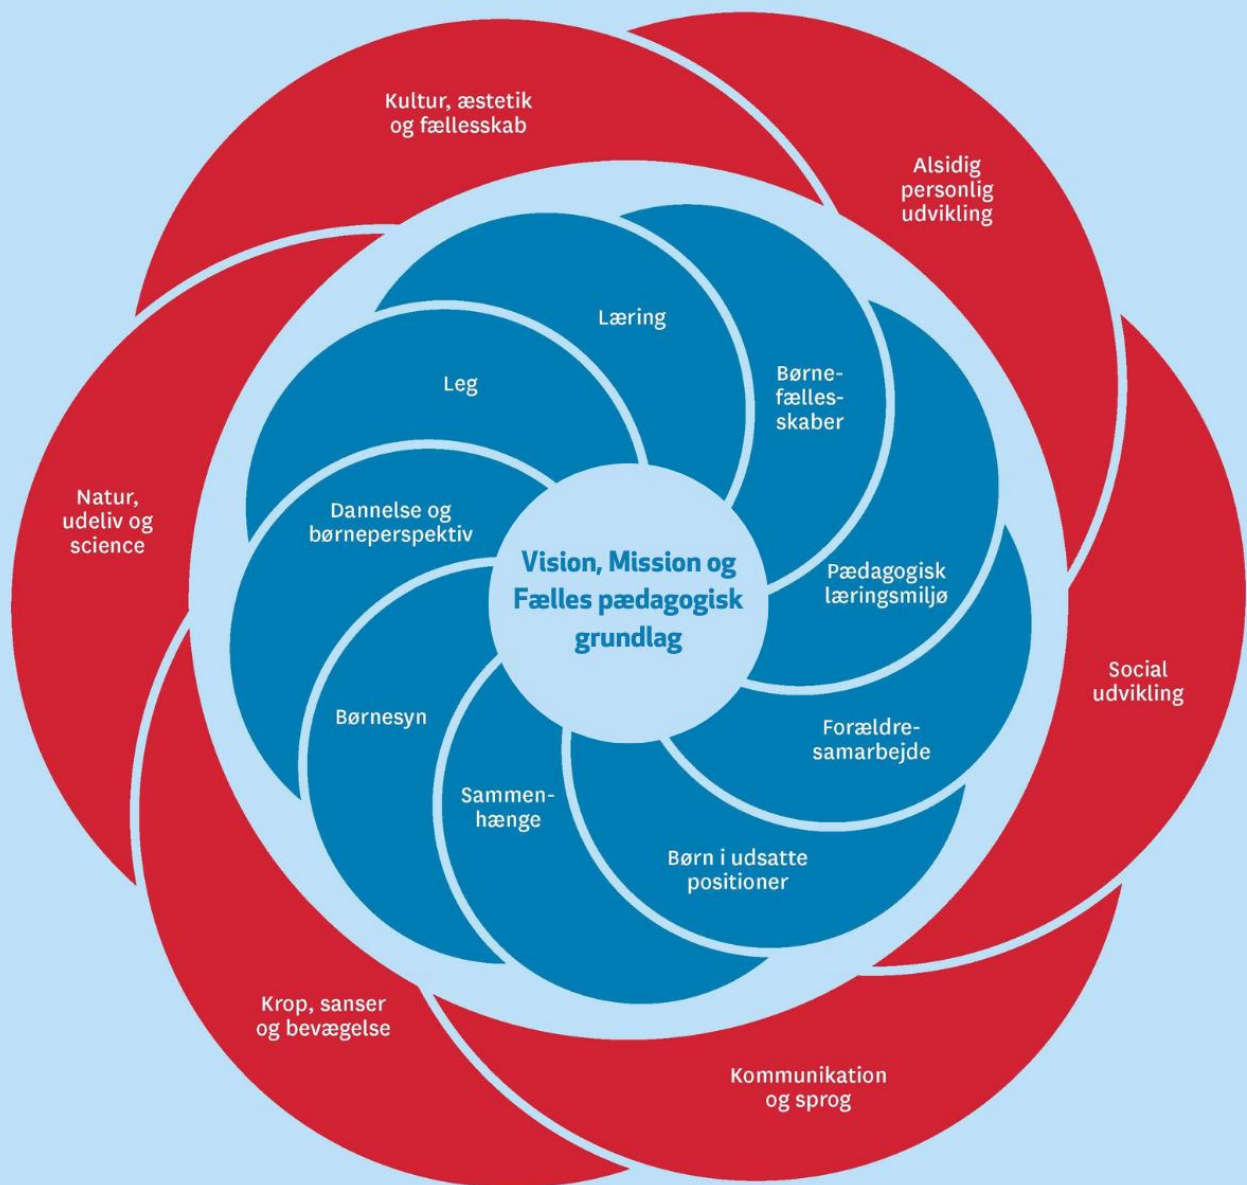 Kultur, æstetik
og fællesskab
Alsidig
personlig
udvikling
Læring
Børne-
fælles-
skaber
Leg
Natur,
udeliv og
science
Dannelse og
børneperspektiv
Vision, Mission og
Fælles pædagogisk
grundlag
Pædagogisk
læringsmiljø
Social
udvikling
Børnesyn
Forældre-
samarbejde
Sammen-
hænge
Børn i udsatte
positioner
Krop, sanser
og bevægelse
Kommunikation
og sprog